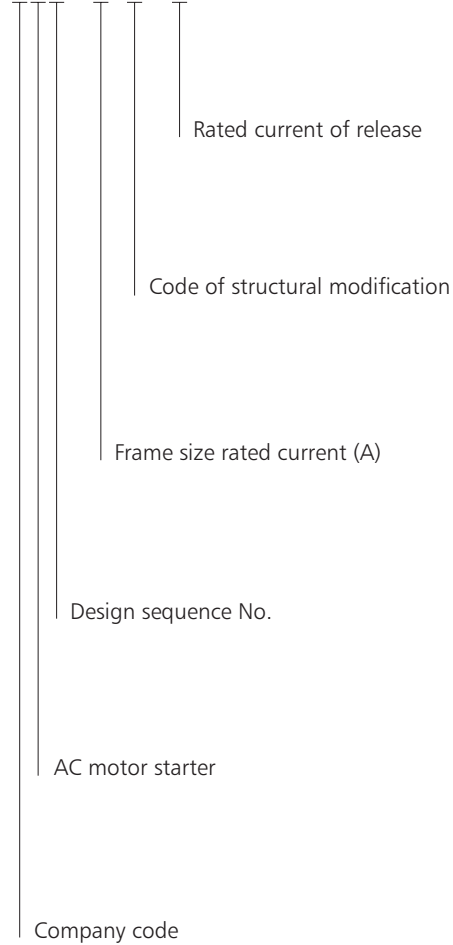 Rated current of release
Code of structural modification
Frame size rated current (A)
Design sequence No.
AC motor starter
Company code